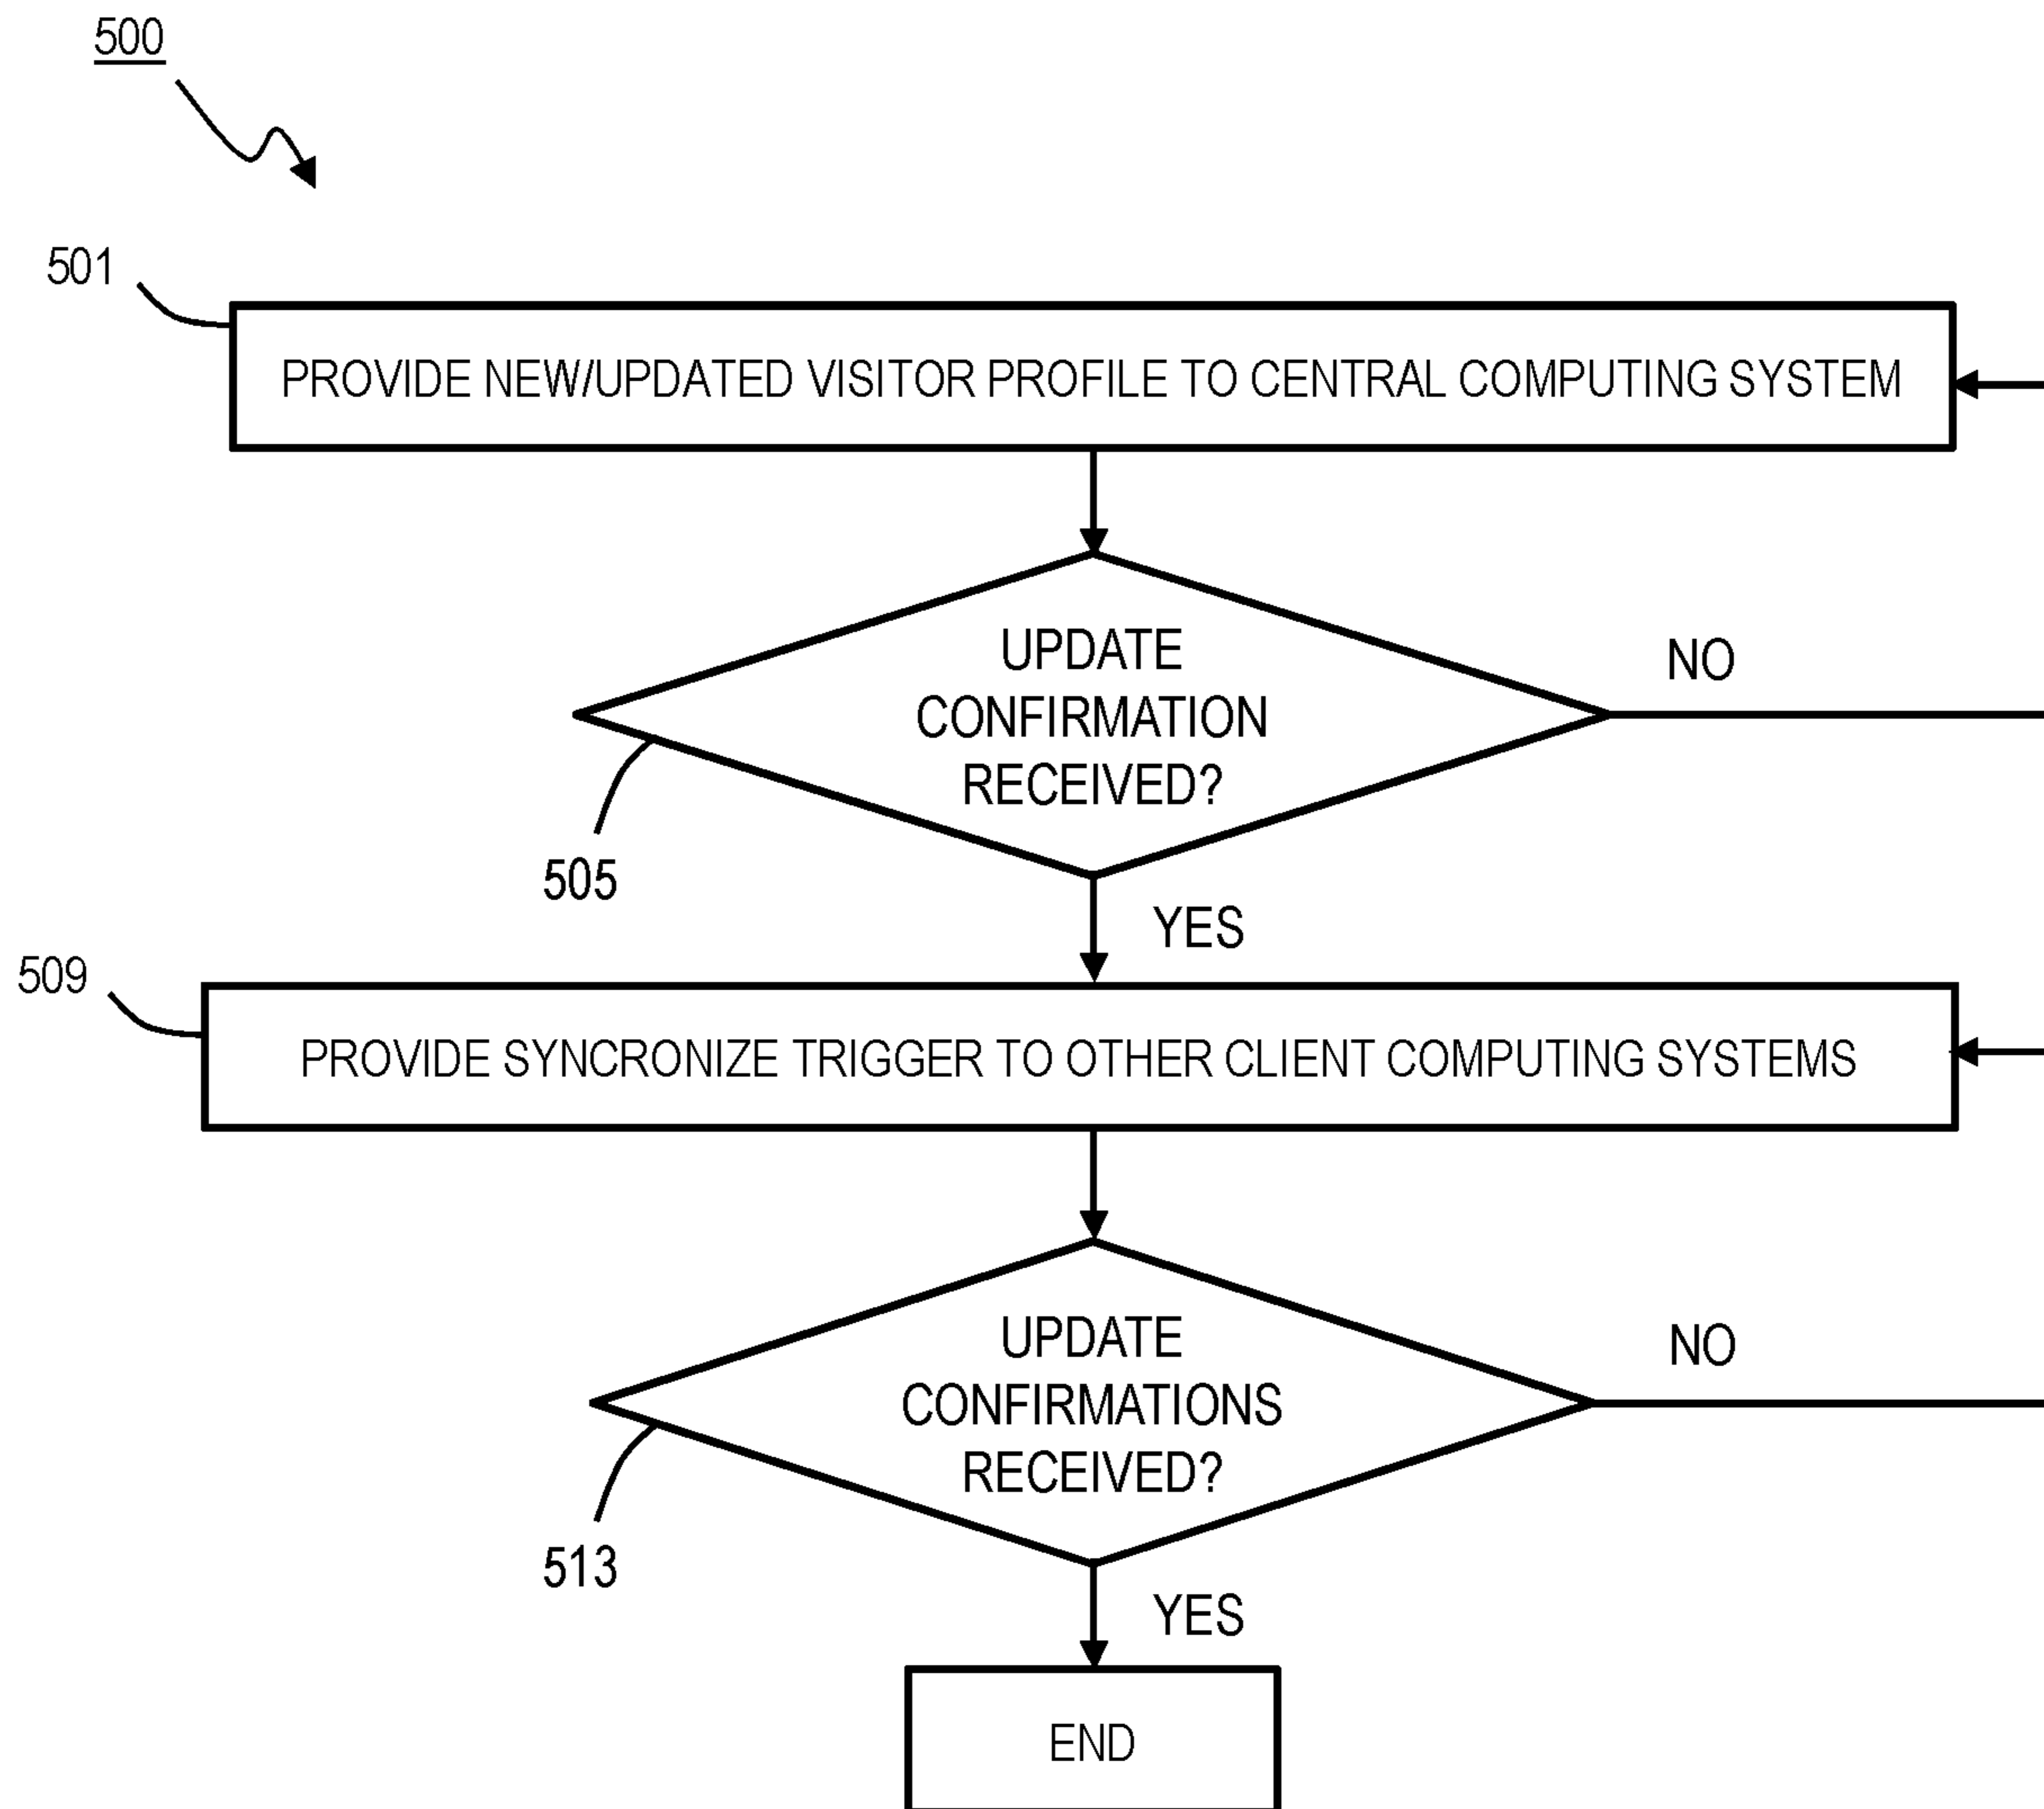 500
501
PROVIDE NEW/UPDATED VISITOR PROFILE TO CENTRAL COMPUTING SYSTEM
UPDATE
CONFIRMATION
RECEIVED?
NO
505
YES
509
PROVIDE SYNCRONIZE TRIGGER TO OTHER CLIENT COMPUTING SYSTEMS
UPDATE
CONFIRMATIONS
RECEIVED?
NO
513
YES
END